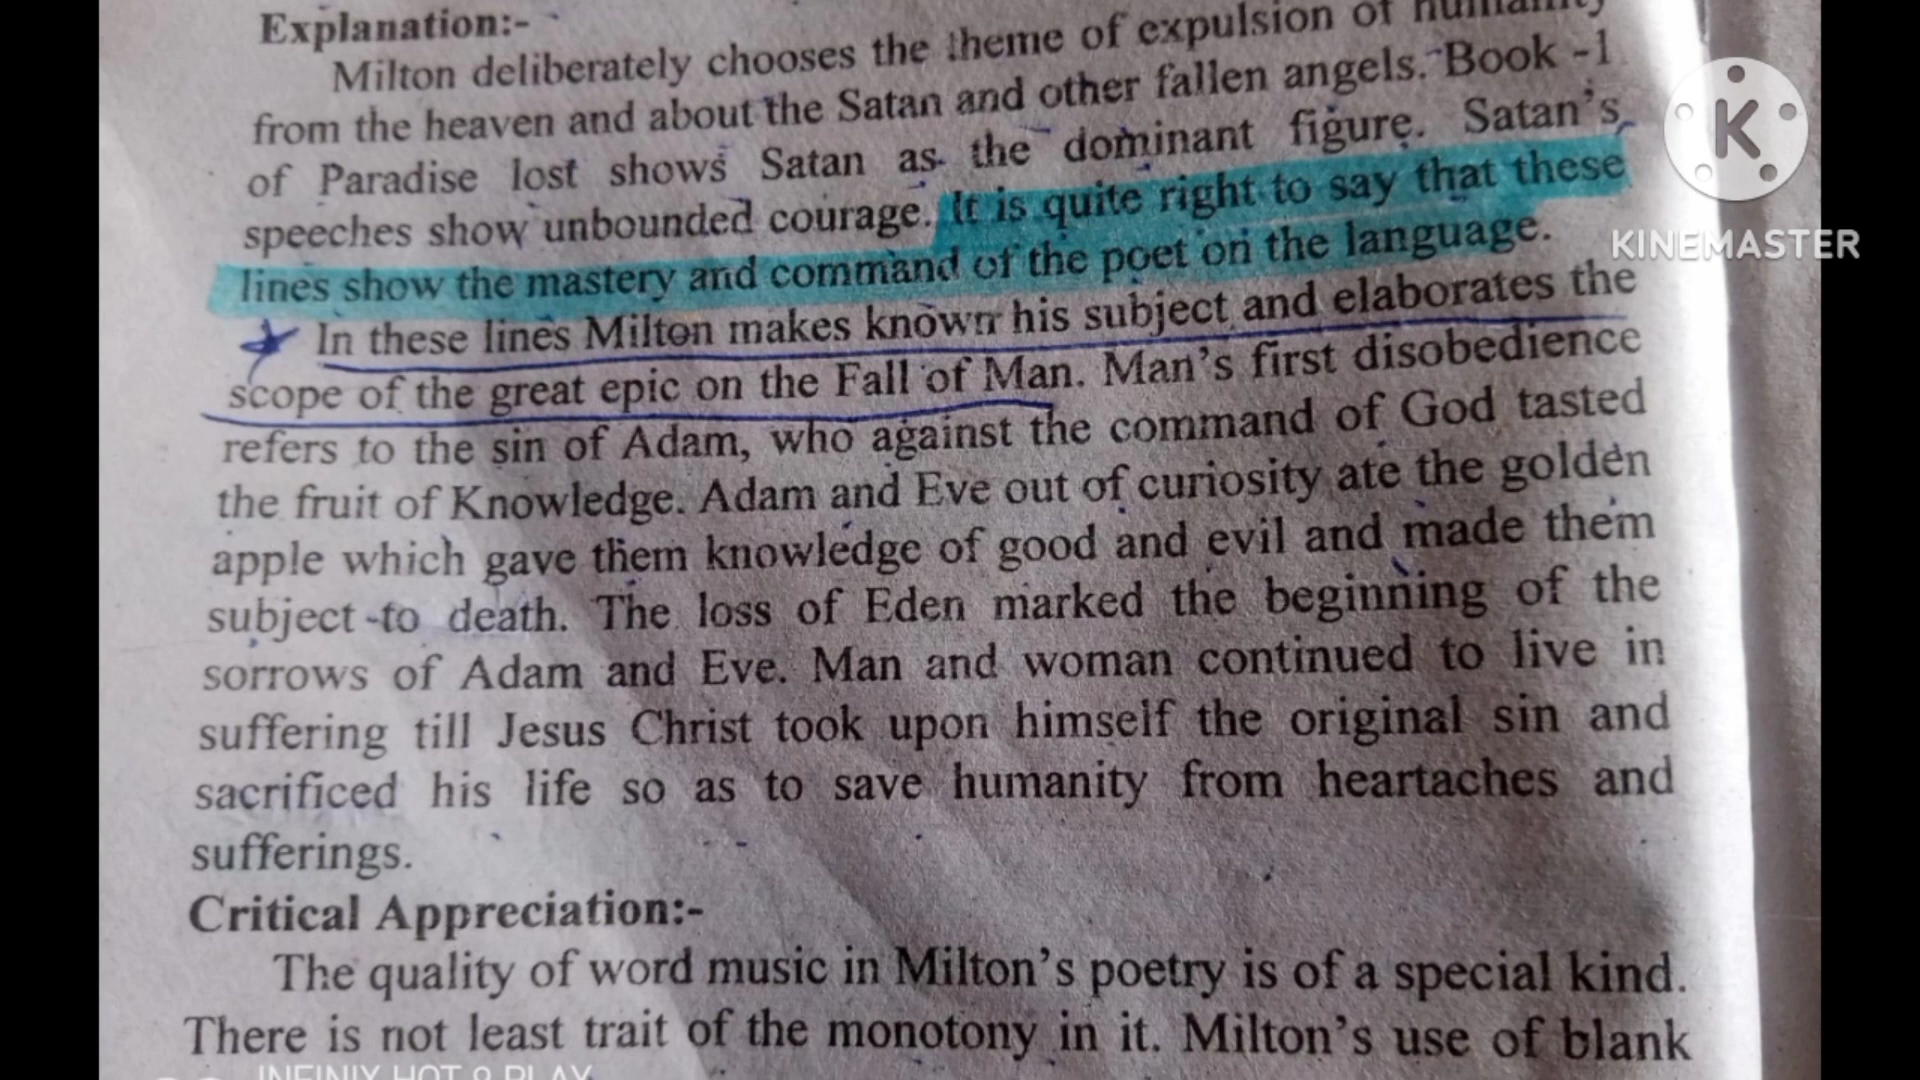 Explanation:-
Milton deliberately chooses the theme of expulsion of humanity
from the heaven and about the Satan and other fallen angels. Book -1
of Paradise lost shows Satan as the dominant figure. Satan's
speeches show unbounded courage. It is quite right to say that these
lines show the mastery and command of the poet on the language.
In these lines Milton makes known his subject and elaborates the
scope of the great epic on the Fall of Man. Man's first disobedience
refers to the sin of Adam, who against the command of God tasted
the fruit of Knowledge. Adam and Eve out of curiosity ate the golden
apple which gave them knowledge of good and evil and made them
subject to death. The loss of Eden marked the beginning of the
sorrows of Adam and Eve. Man and woman continued to live in
suffering till Jesus Christ took upon himself the original sin and
sacrificed his life so as to save humanity from heartaches and
sufferings.
Critical Appreciation:-
The quality of word music in Milton's poetry is of a special kind.
There is not least trait of the monotony in it. Milton's use of blank
INFINIX HOT 9 PLAY
K
KINEMASTER